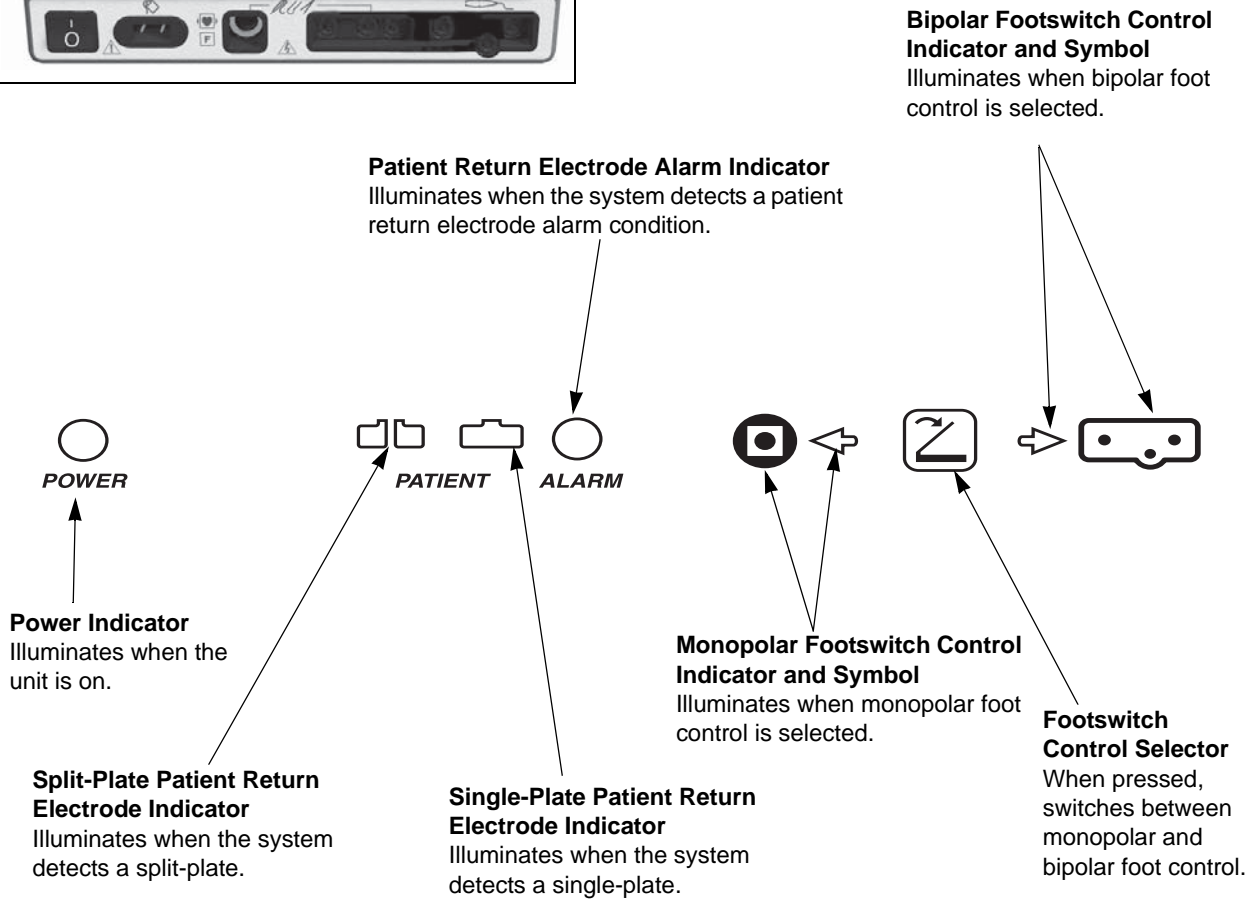 Bipolar Footswitch Control
Indicator and Symbol
Illuminates when bipolar foot
control is selected.
Patient Return Electrode Alarm Indicator
Illuminates when the system detects a patient
return electrode alarm condition.
POWER
PATIENT
ALARM
Power Indicator
Illuminates when the
unit is on.
Monopolar Footswitch Control
Indicator and Symbol
Illuminates when monopolar foot
control is selected.
Footswitch
Control Selector
When pressed,
switches between
monopolar and
bipolar foot control.
Split-Plate Patient Return
Electrode Indicator
Illuminates when the system
detects a split-plate.
Single-Plate Patient Return
Electrode Indicator
Illuminates when the system
detects a single-plate.